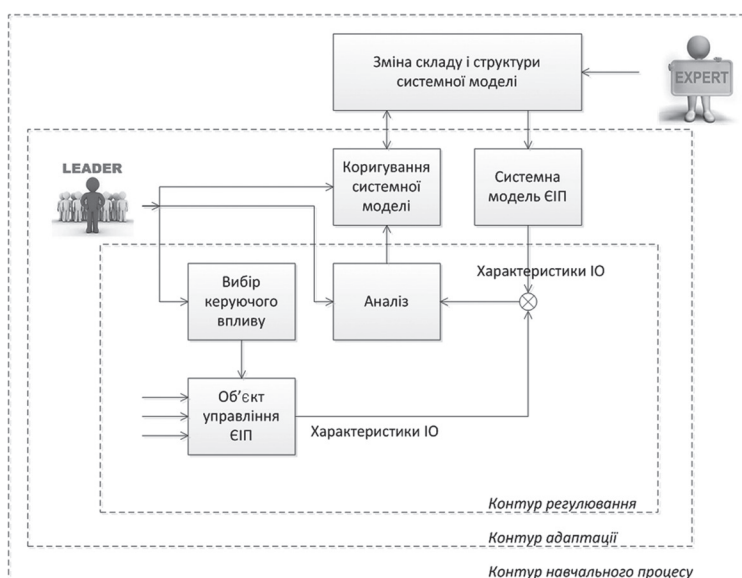 Зміна складу і структури
системної моделі
EXPERT
LEADER
Коригування
системної
моделі
Системна
модель ЄІП
Характеристики ІО
Вибір
керуючого
впливу
Аналіз
Об’єкт
управління
ЄІП
Характеристики ІО
Контур регулювання
Контур адаптації
Контур навчального процесу